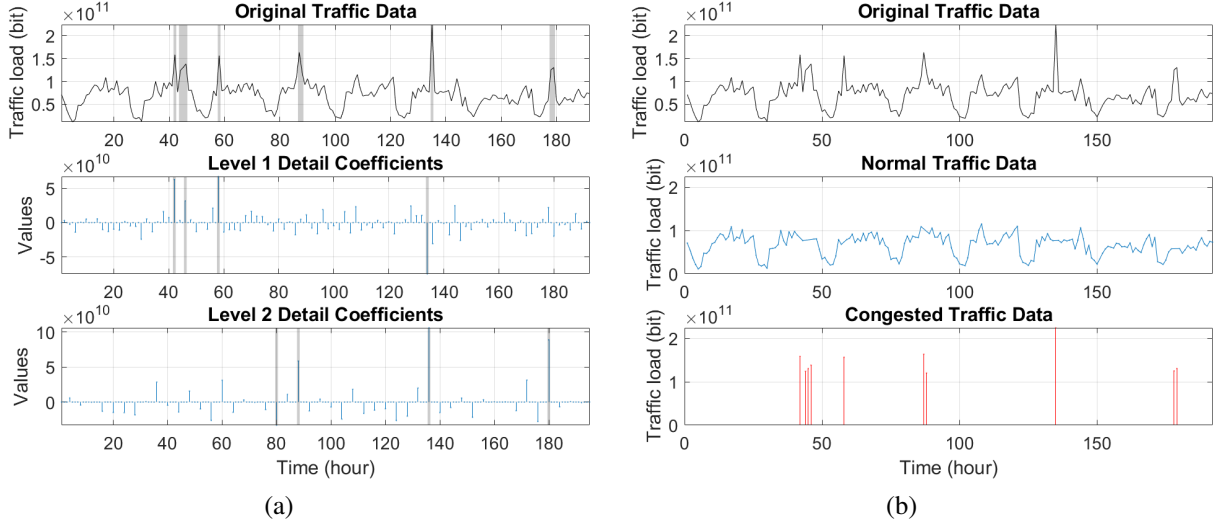 Original Traffic Data
×10^11
Traffic load (bit)
2
1.5
1
0.5
20 40 60 80 100 120 140 160 180
Level 1 Detail Coefficients
×10^10
Values
5
0
-5
20 40 60 80 100 120 140 160 180
Level 2 Detail Coefficients
×10^10
Values
10
5
0
20 40 60 80 100 120 140 160 180
Time (hour)
(a)
Original Traffic Data
×10^11
Traffic load (bit)
2
1.5
1
0.5
0 50 100 150
Normal Traffic Data
×10^11
Traffic load (bit)
2
1
0
0 50 100 150
Congested Traffic Data
×10^11
Traffic load (bit)
2
1
0
0 50 100 150
Time (hour)
(b)